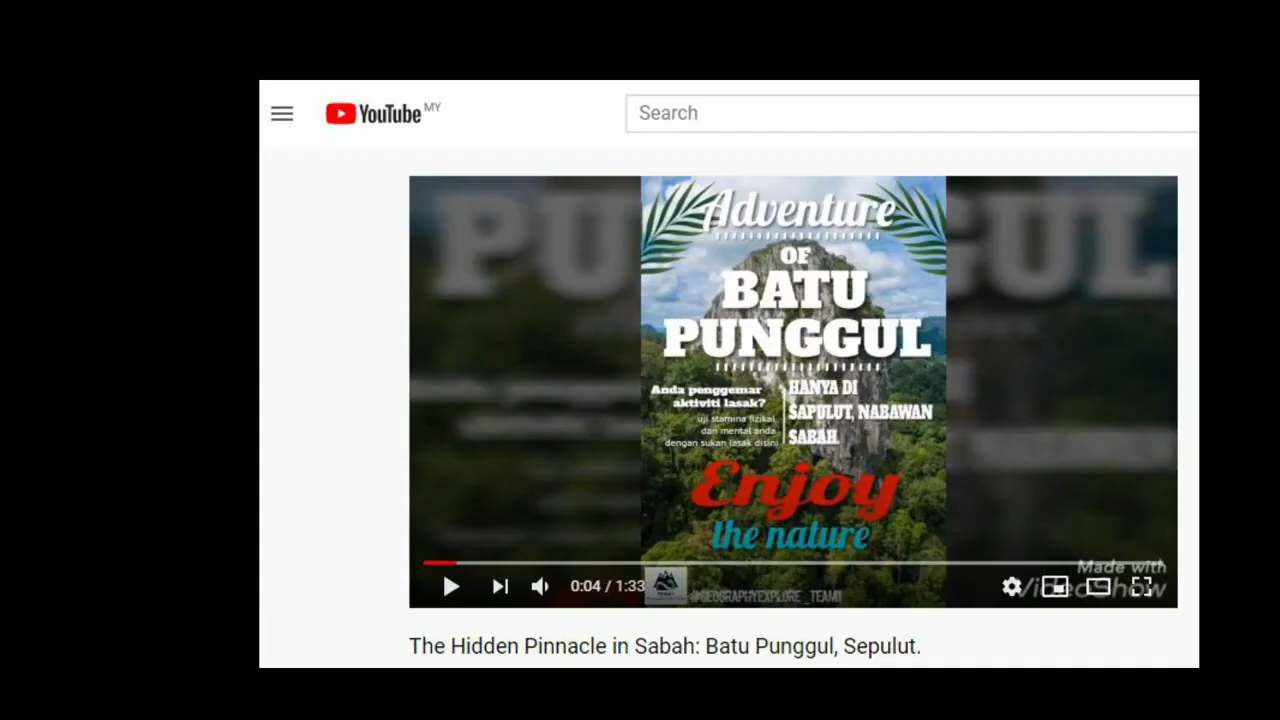 YouTube MY
Search
Adventure
OF
BATU
PUNGGUL
Anda penggemar
aktiviti lasak?
uji stamina fizikal
dan mental anda
dengan sukan lasak disini
HANYA DI
SAPULUT, NABAWAN
SABAH.
Enjoy
the nature
Made with
VideoShow
0:04 / 1:33
@GEOGRAPHYEXPLORE_TEAM11
The Hidden Pinnacle in Sabah: Batu Punggul, Sepulut.